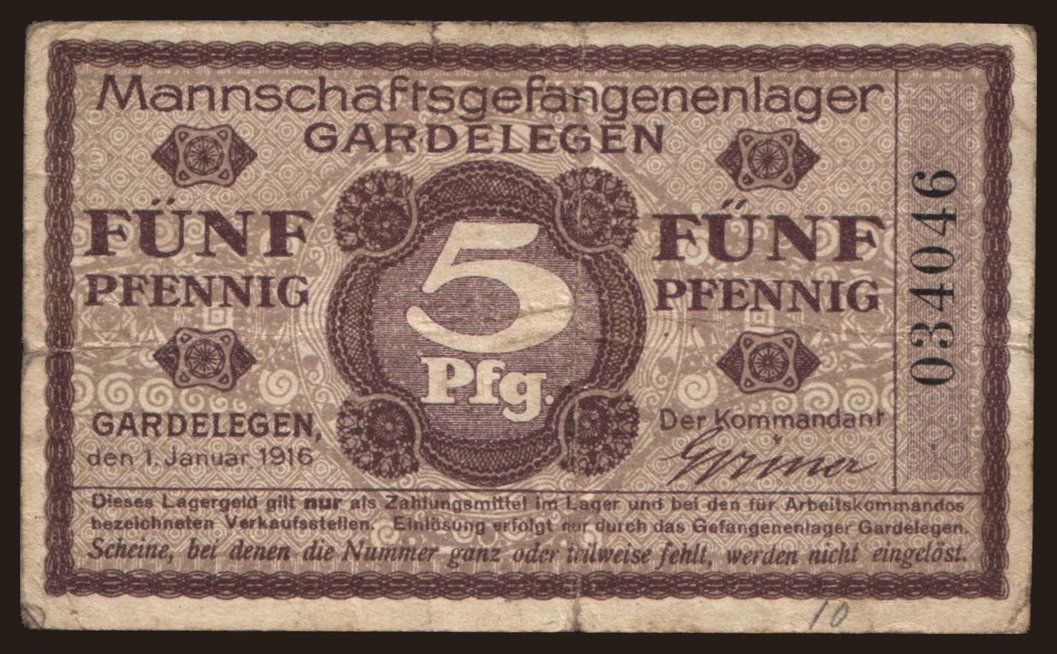 Mannschaftsgefangenenlager
GARDELEGEN
FÜNF
PFENNIG
5
Pfg.
FÜNF
PFENNIG
034046
GARDELEGEN,
den 1. Januar 1916
Der Kommandant
Dieses Lagergeld gilt nur als Zahlungsmittel im Lager und bei den für Arbeitskommandos
bezeichneten Verkaufsstellen. Einlösung erfolgt nur durch das Gefangenenlager Gardelegen.
Scheine, bei denen die Nummer ganz oder teilweise fehlt, werden nicht eingelöst.
10